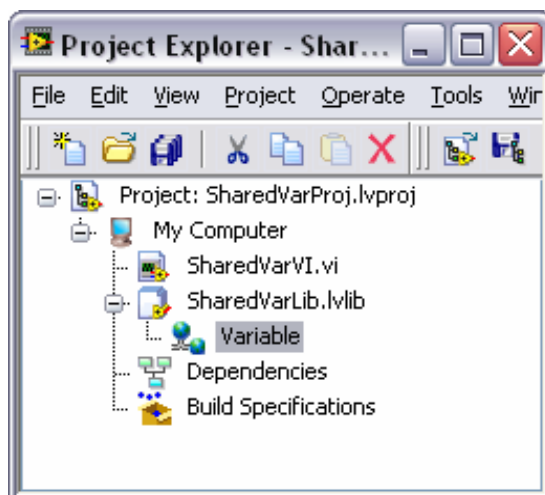 Project Explorer - Shar...
File Edit View Project Operate Tools Win
Project: SharedVarProj.lvproj
My Computer
SharedVarVI.vi
SharedVarLib.lvlib
Variable
Dependencies
Build Specifications